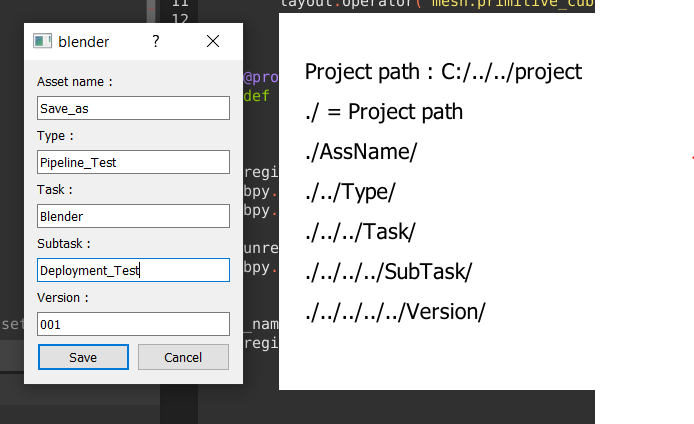 11
layout.operator("mesh.primitive_cub
12
blender
?
Asset name :
Save_as
Type :
Pipeline_Test
Task :
Blender
Subtask :
Deployment_Test
Version :
001
Save
Cancel
@pro
def
regi
bpy.
bpy.
unre
bpy.
set
_nam
regi
Project path : C:/../../project
./ = Project path
./AssName/
./../Type/
./../../Task/
./../../../SubTask/
./../../../../Version/